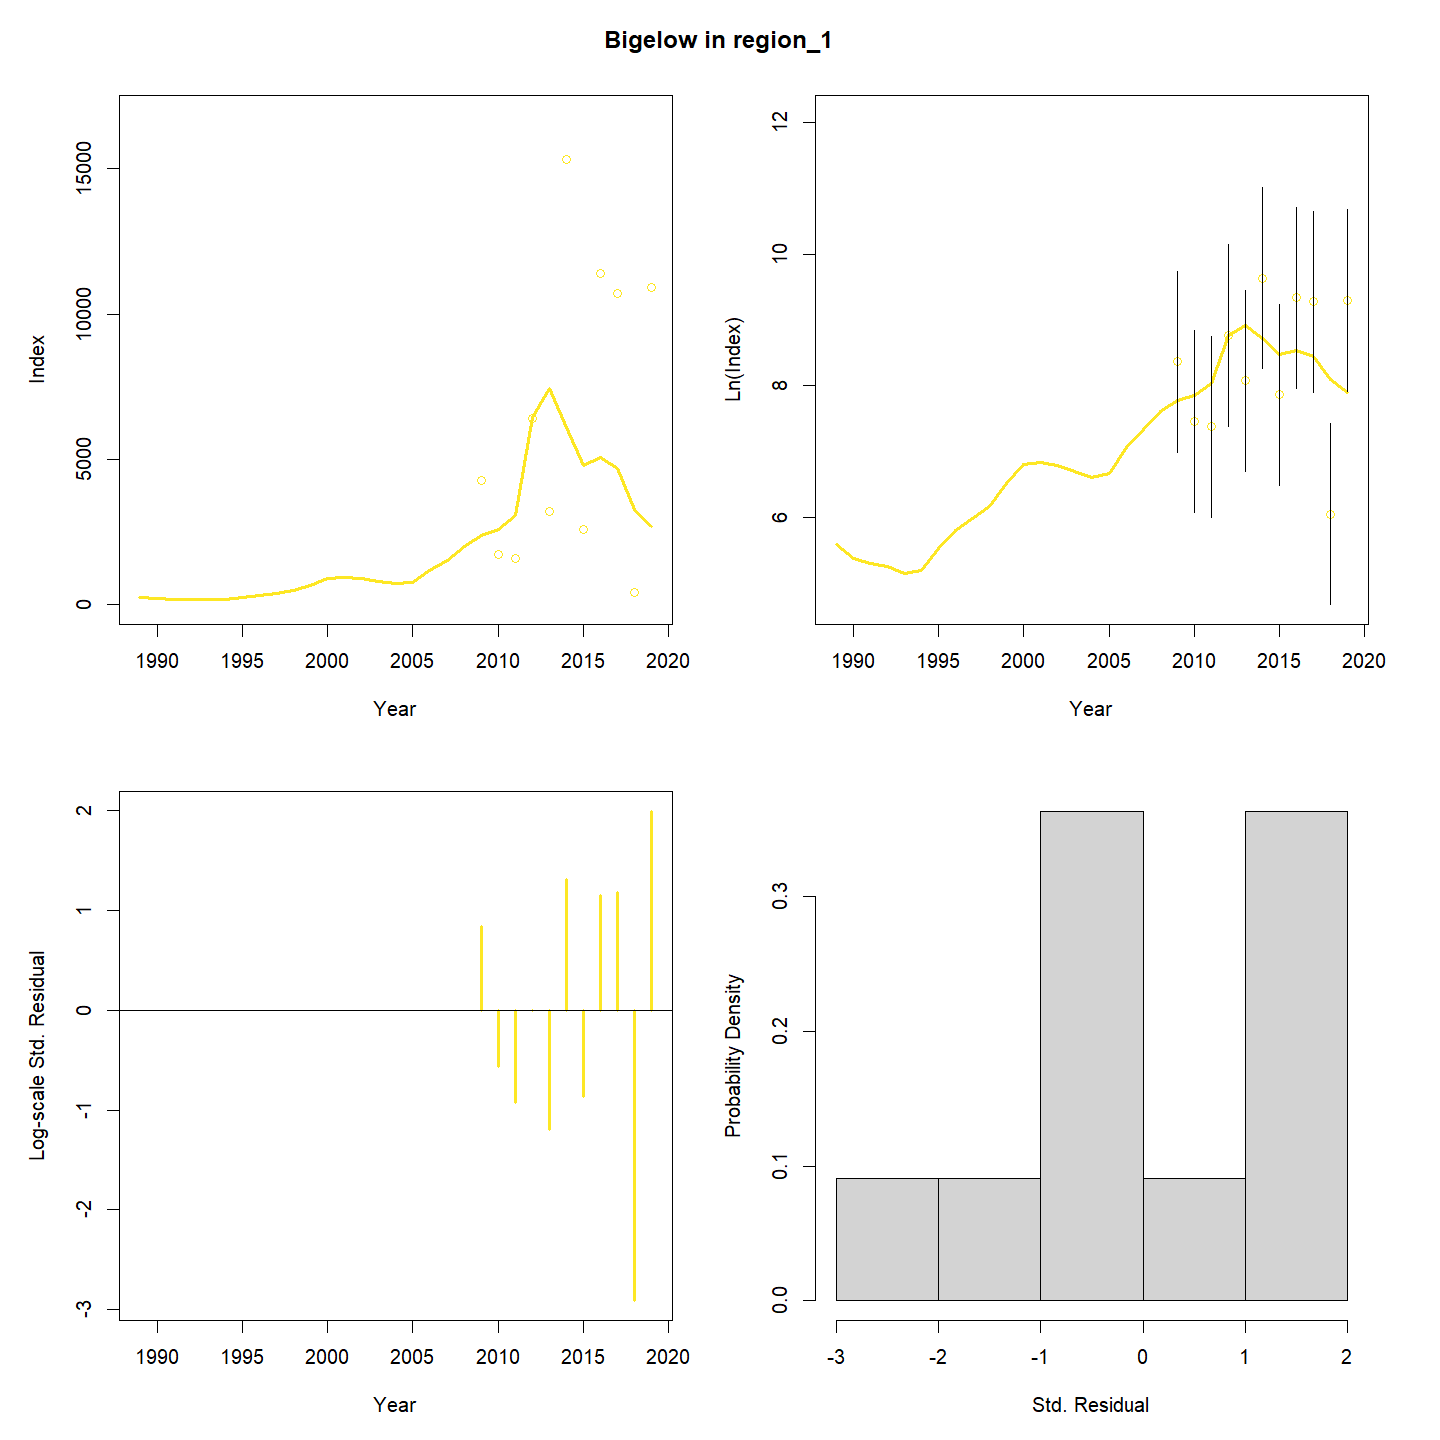 Bigelow in region_1
Index
15000
10000
5000
0
1990 1995 2000 2005 2010 2015 2020
Year
Ln(Index)
12
10
8
6
1990 1995 2000 2005 2010 2015 2020
Year
Log-scale Std. Residual
2
1
0
-1
-2
-3
1990 1995 2000 2005 2010 2015 2020
Year
Probability Density
0.3
0.2
0.1
0.0
-3 -2 -1 0 1 2
Std. Residual